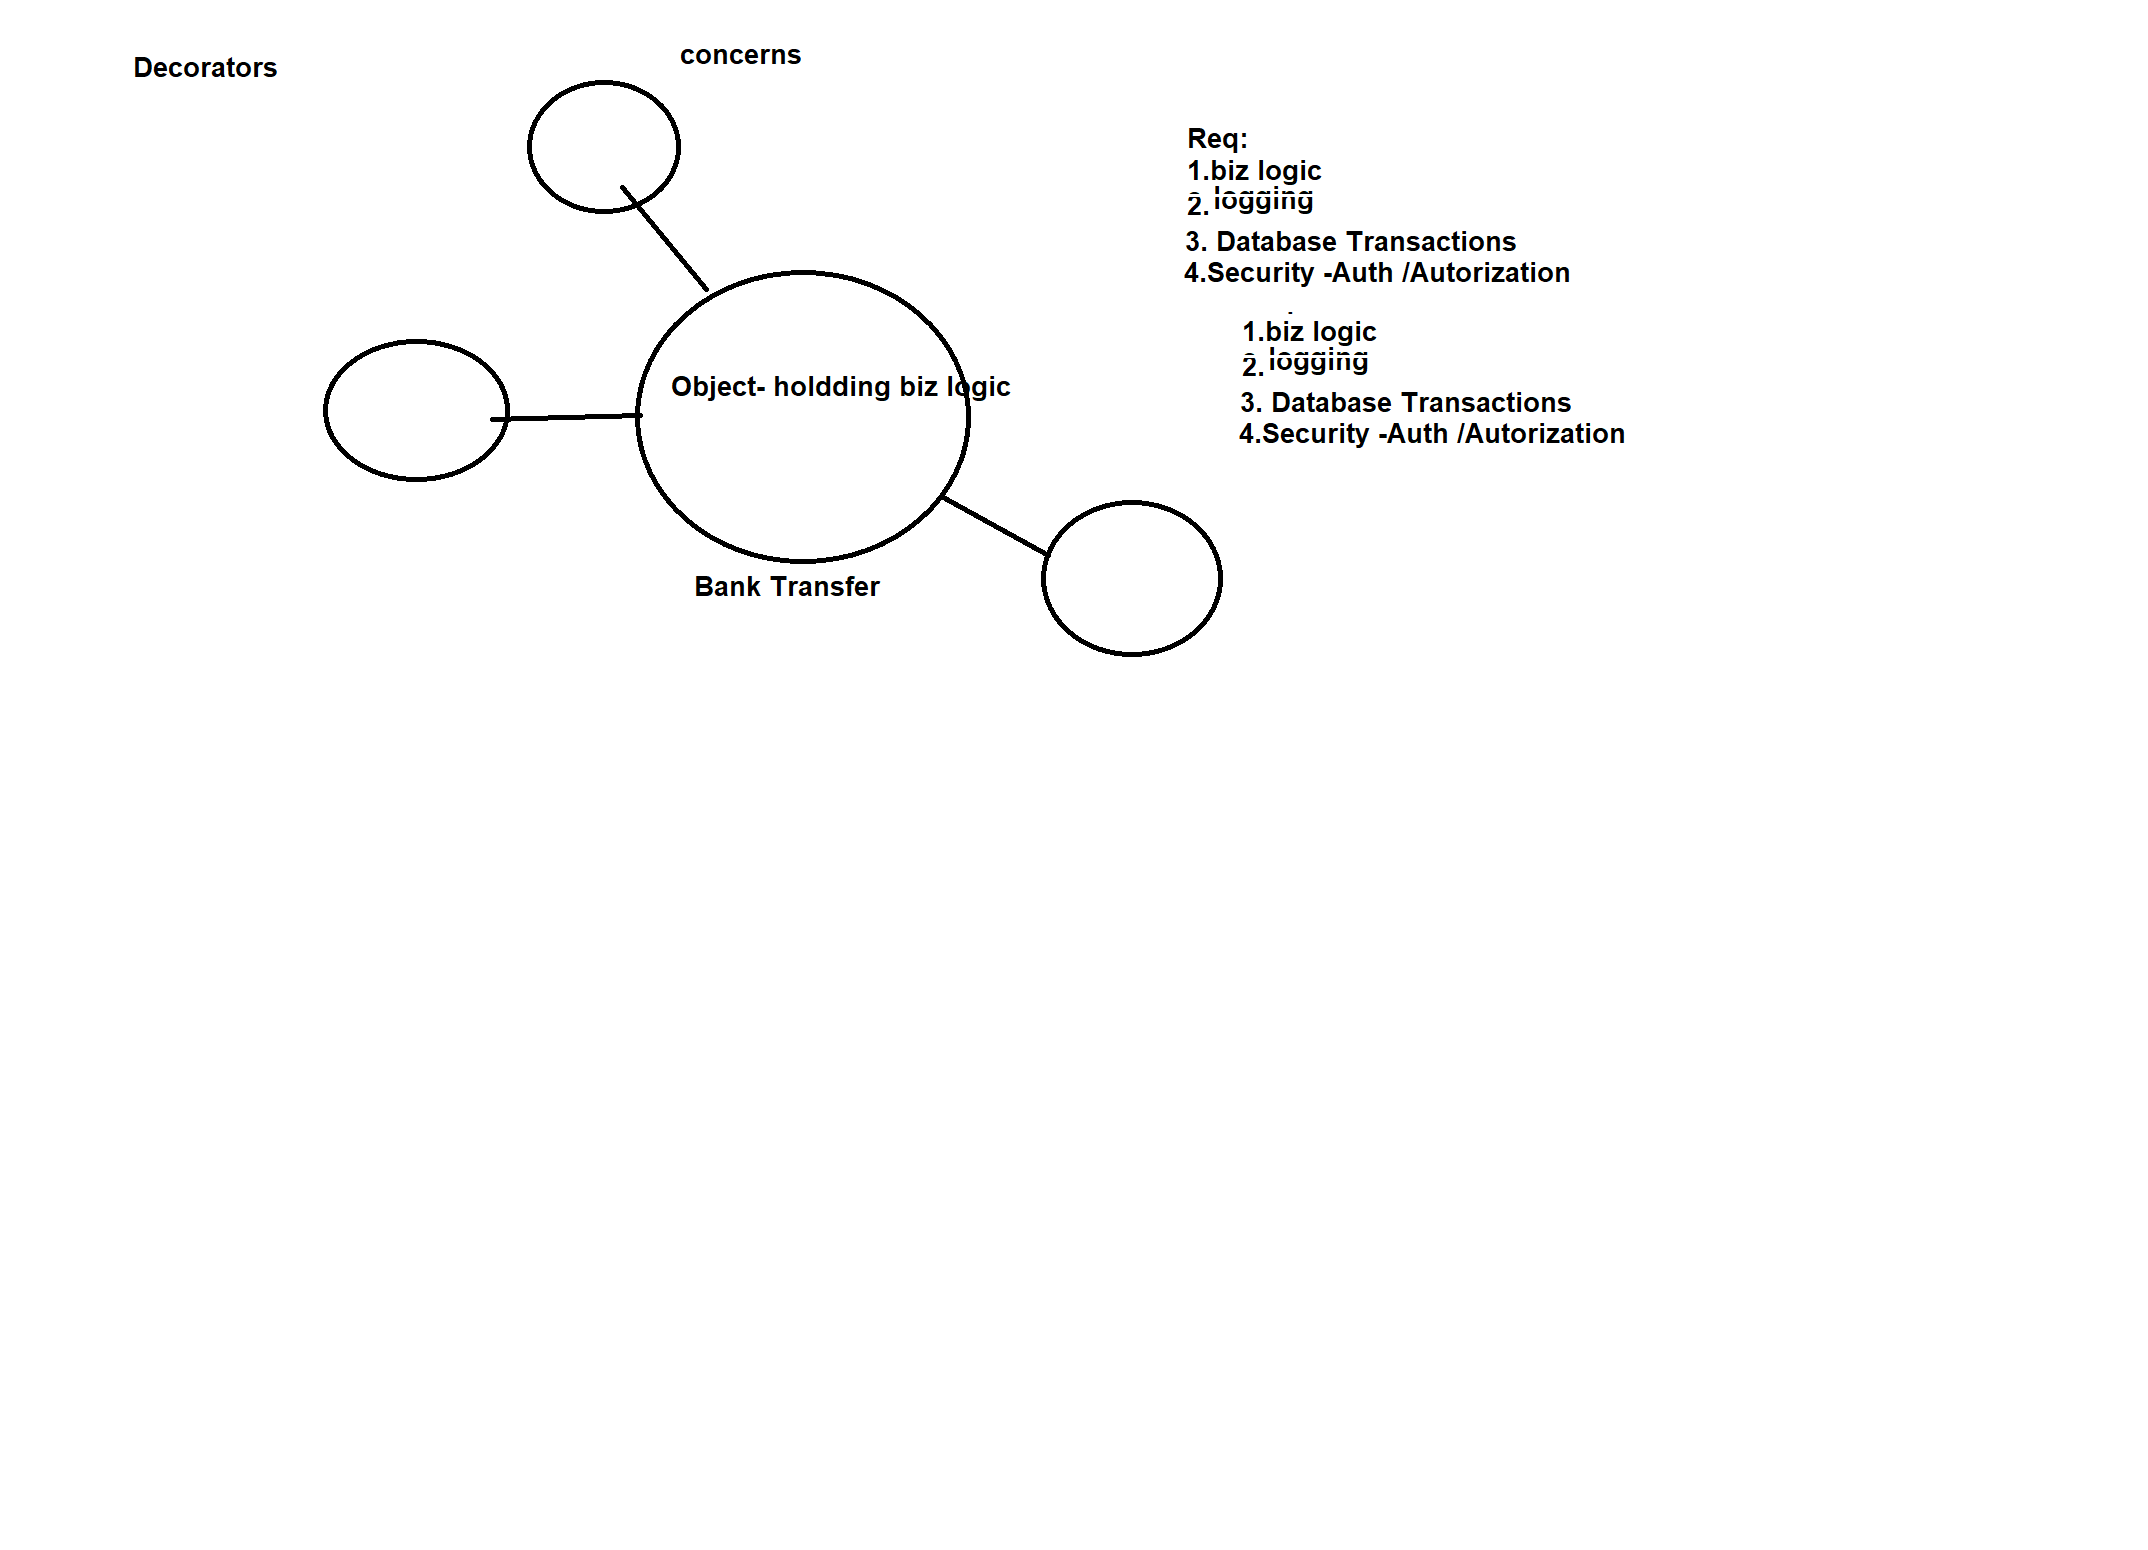 Decorators
concerns
Req:
1.biz logic
2. logging
3. Database Transactions
4.Security -Auth /Autorization
1.biz logic
2. logging
3. Database Transactions
4.Security -Auth /Autorization
Object- holdding biz logic
Bank Transfer